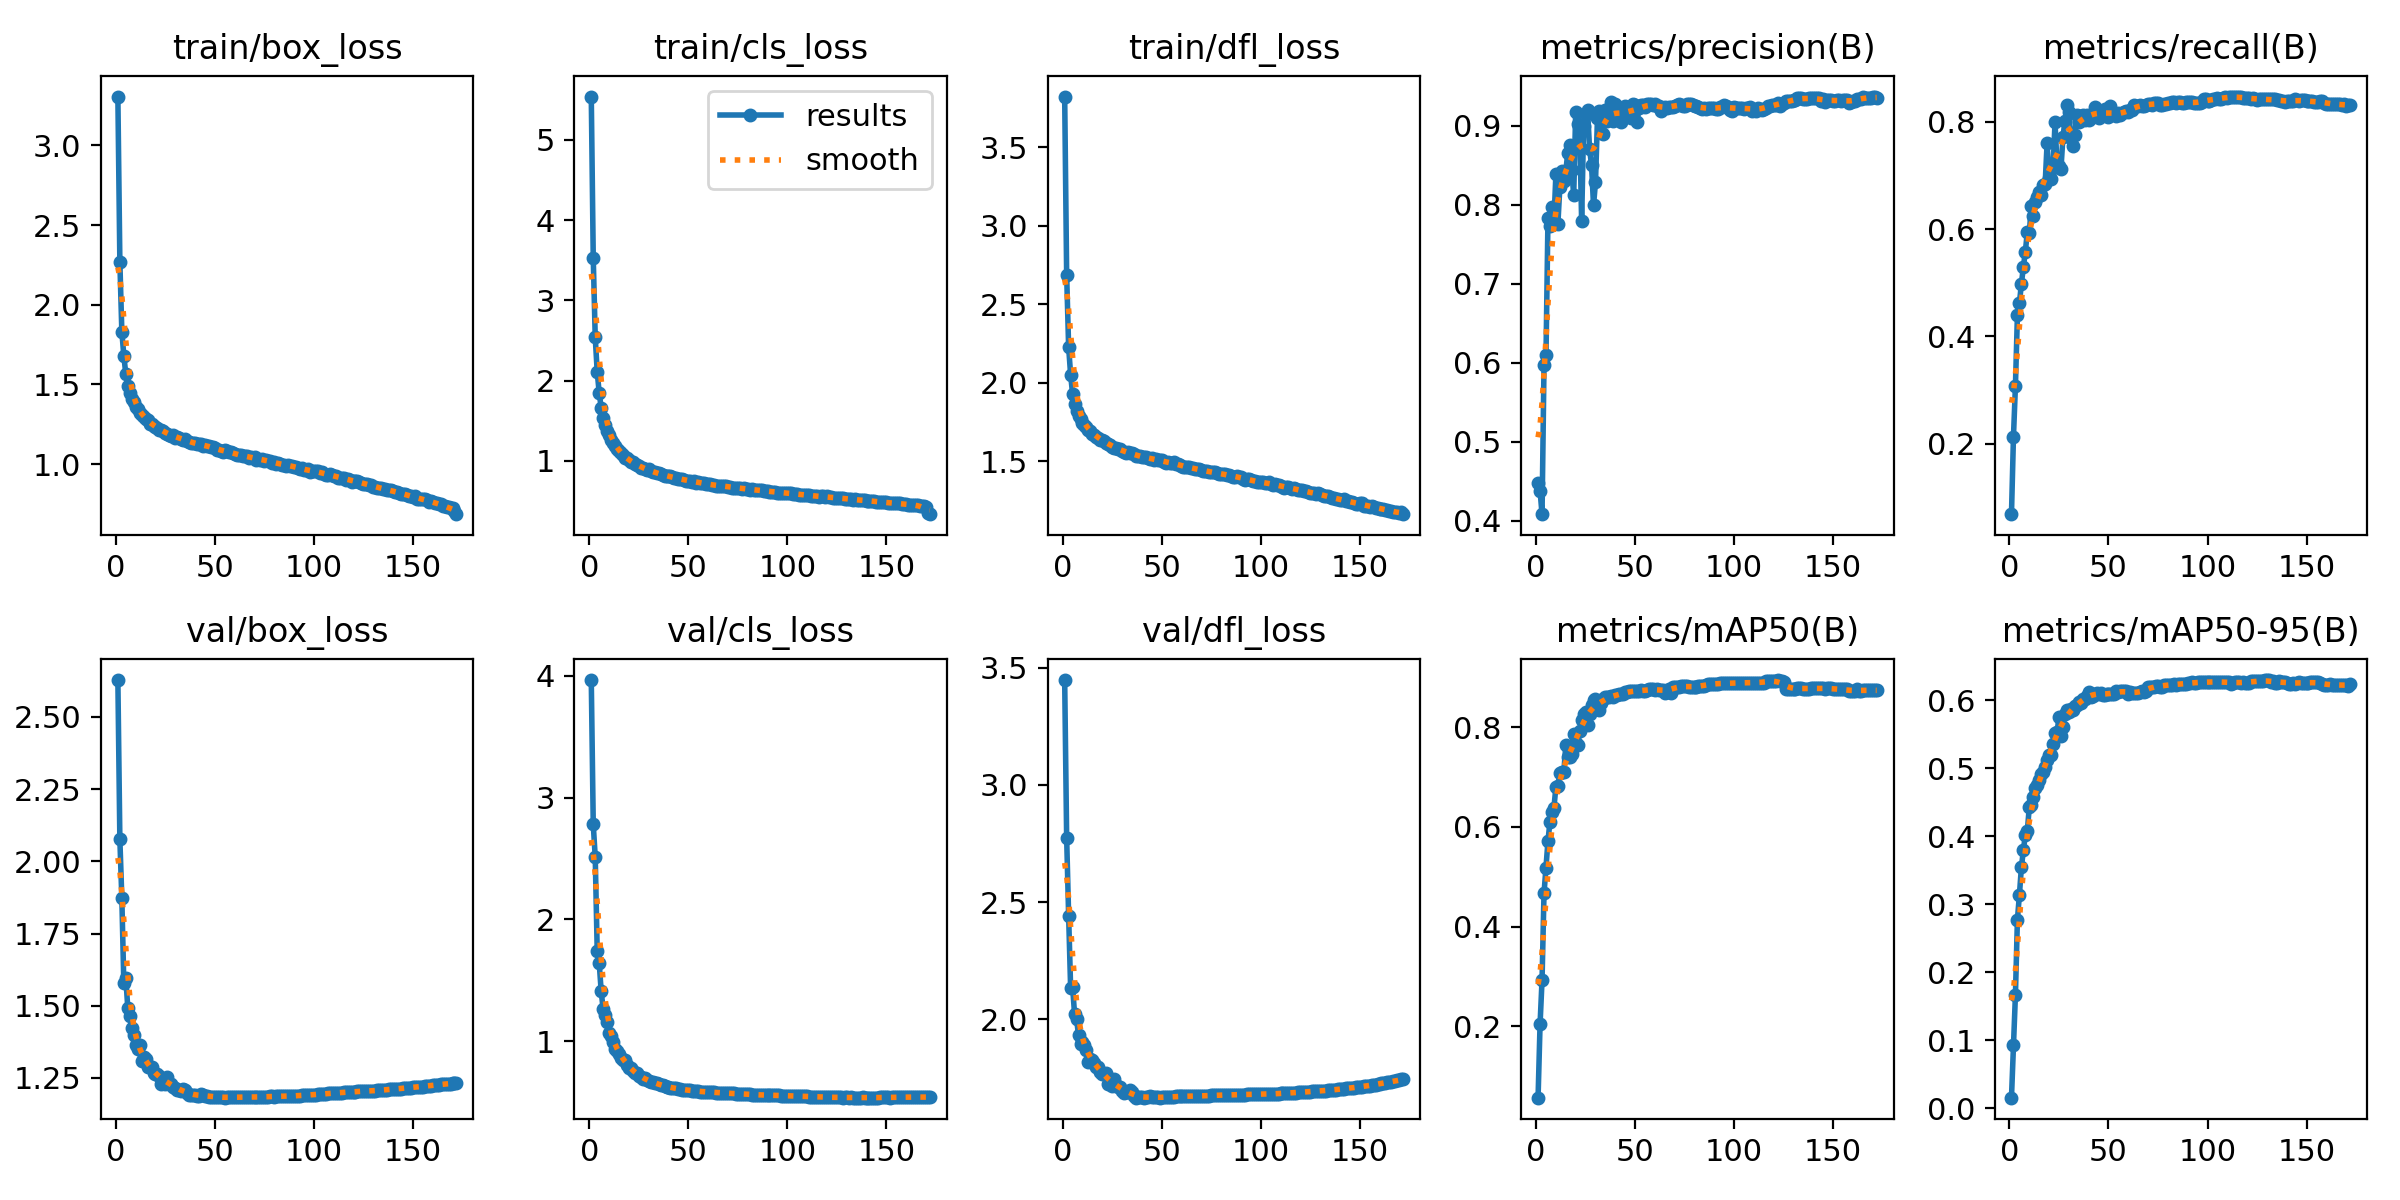 train/box_loss
train/cls_loss
train/dfl_loss
metrics/precision(B)
metrics/recall(B)
results
smooth
3.0
2.5
2.0
1.5
1.0
0 50 100 150
5
4
3
2
1
0 50 100 150
3.5
3.0
2.5
2.0
1.5
0 50 100 150
0.9
0.8
0.7
0.6
0.5
0.4
0 50 100 150
0.8
0.6
0.4
0.2
0 50 100 150
val/box_loss
val/cls_loss
val/dfl_loss
metrics/mAP50(B)
metrics/mAP50-95(B)
2.50
2.25
2.00
1.75
1.50
1.25
0 50 100 150
4
3
2
1
0 50 100 150
3.5
3.0
2.5
2.0
0 50 100 150
0.8
0.6
0.4
0.2
0 50 100 150
0.6
0.5
0.4
0.3
0.2
0.1
0.0
0 50 100 150